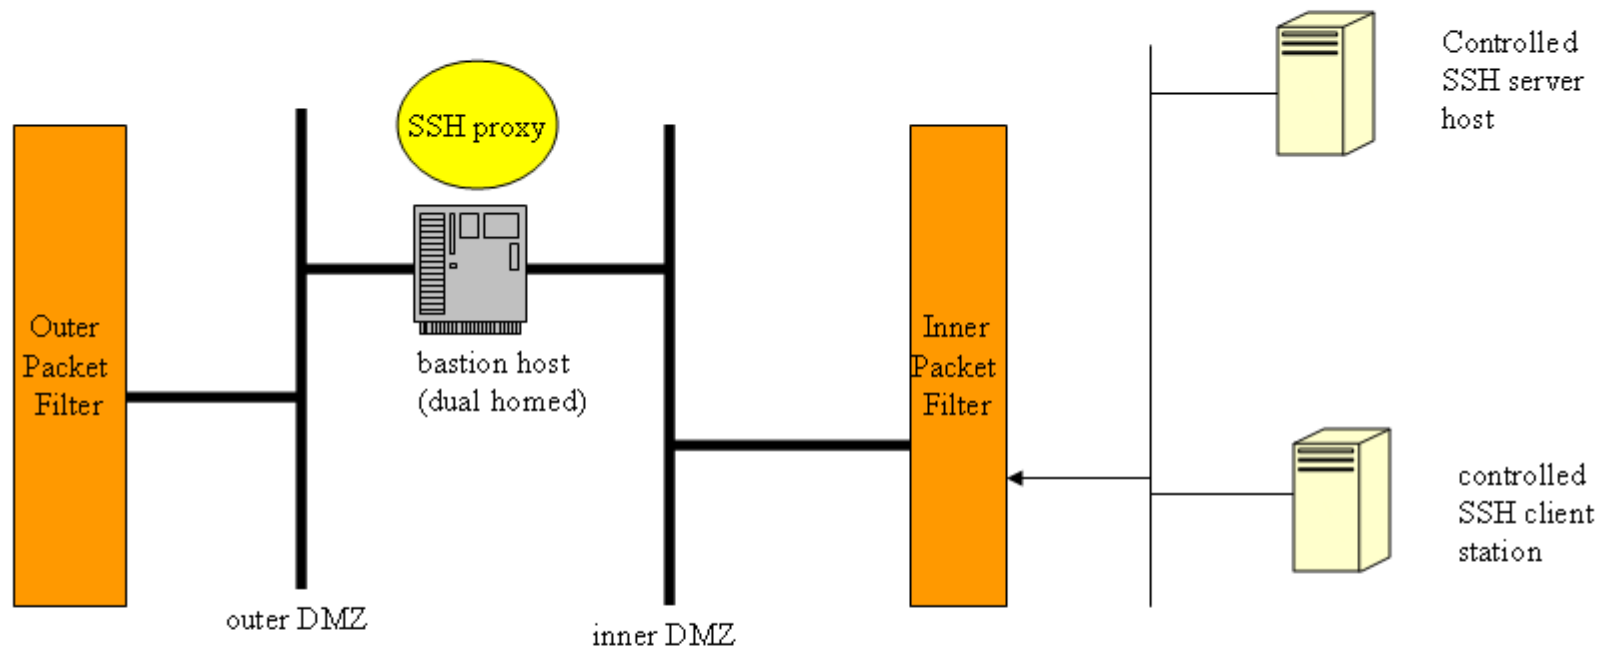 Controlled
SSH server
host
SSH proxy
Outer
Packet
Filter
bastion host
(dual homed)
Inner
Packet
Filter
controlled
SSH client
station
outer DMZ
inner DMZ